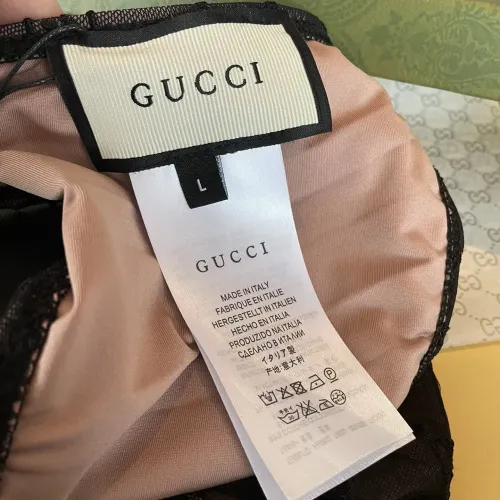 GUCCI
L
GUCCI
MADE IN ITALY
FABRIQUE EN ITALIE
HERGESTELLT IN ITALIEN
HECHO EN ITALIA
PRODUZIDO NA ITÁLIA
СДЕЛАНО В ИТАЛИИ
イタリア製
产地:意大利